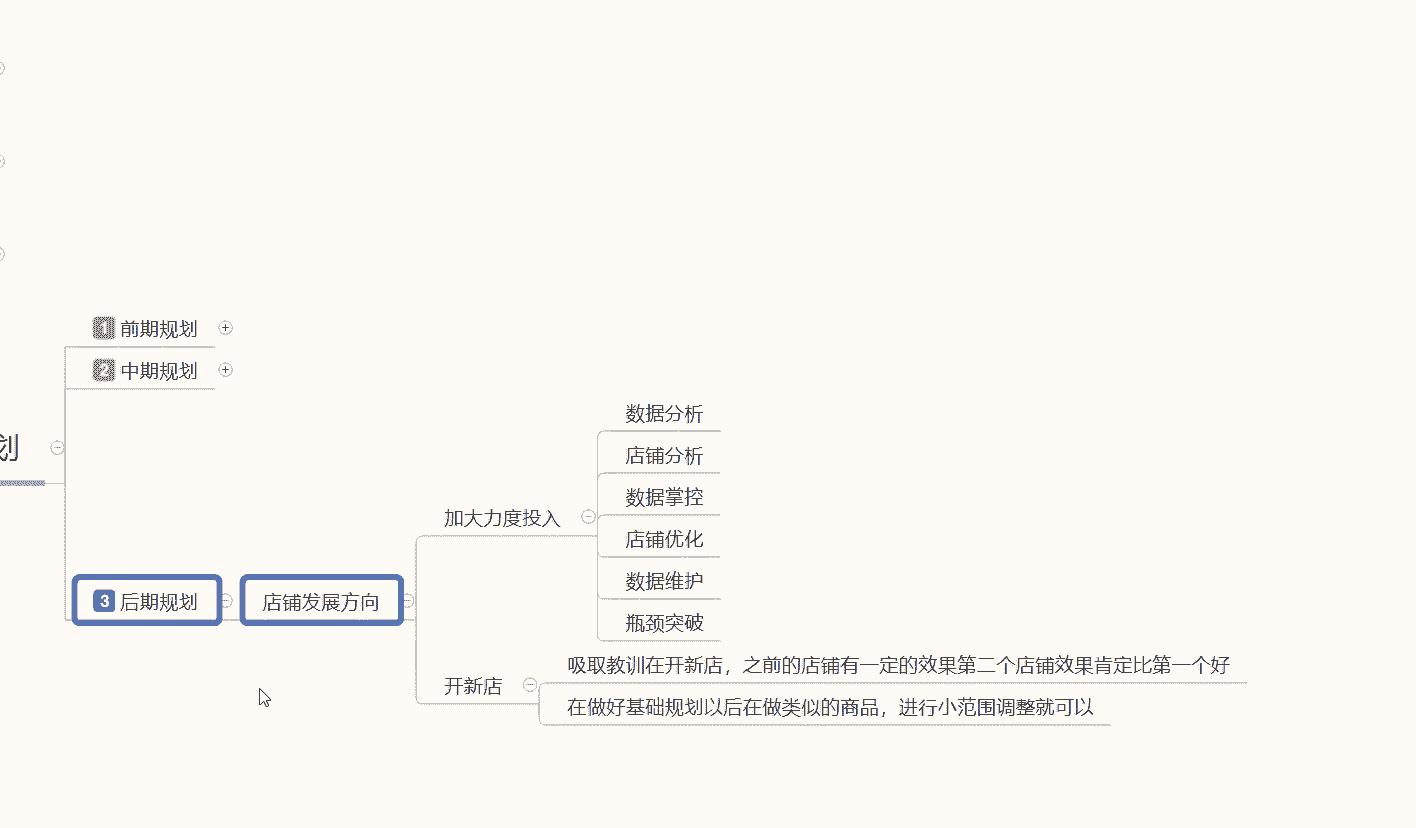 1 前期规划
2 中期规划
划
3 后期规划
店铺发展方向
加大力度投入
数据分析
店铺分析
数据掌控
店铺优化
数据维护
瓶颈突破
开新店
吸取教训在开新店，之前的店铺有一定的效果第二个店铺效果肯定比第一个好
在做好基础规划以后在做类似的商品，进行小范围调整就可以